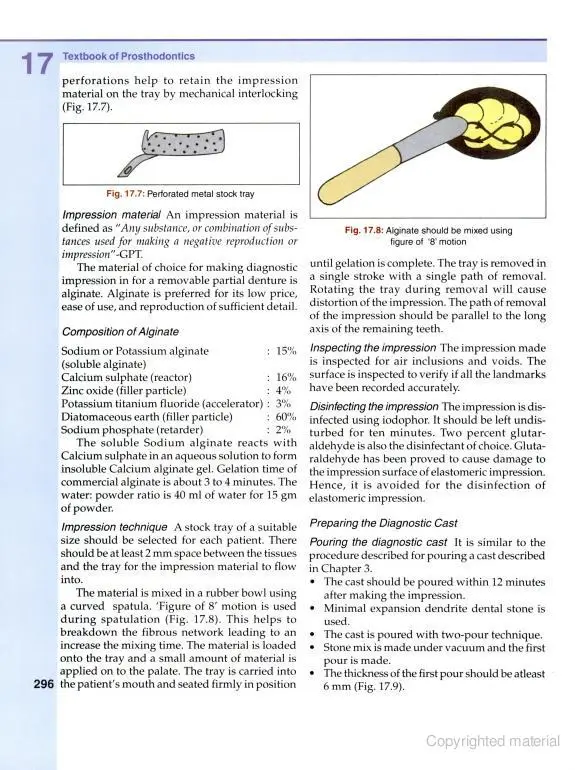 17
Textbook of Prosthodontics
perforations help to retain the impression
material on the tray by mechanical interlocking
(Fig. 17.7).
Fig. 17.7: Perforated metal stock tray
Impression material An impression material is
defined as "Any substance, or combination of subs-
tances used for making a negative reproduction or
impression"-GPT.
The material of choice for making diagnostic
impression in for a removable partial denture is
alginate. Alginate is preferred for its low price,
ease of use, and reproduction of sufficient detail.
Composition of Alginate
Sodium or Potassium alginate : 15%
(soluble alginate)
Calcium sulphate (reactor) : 16%
Zinc oxide (filler particle) : 4%
Potassium titanium fluoride (accelerator) : 3%
Diatomaceous earth (filler particle) : 60%
Sodium phosphate (retarder) : 2%
The soluble Sodium alginate reacts with
Calcium sulphate in an aqueous solution to form
insoluble Calcium alginate gel. Gelation time of
commercial alginate is about 3 to 4 minutes. The
water: powder ratio is 40 ml of water for 15 gm
of powder.
Impression technique A stock tray of a suitable
size should be selected for each patient. There
should be at least 2 mm space between the tissues
and the tray for the impression material to flow
into.
The material is mixed in a rubber bowl using
a curved spatula. 'Figure of 8' motion is used
during spatulation (Fig. 17.8). This helps to
breakdown the fibrous network leading to an
increase the mixing time. The material is loaded
onto the tray and a small amount of material is
applied on to the palate. The tray is carried into
the patient's mouth and seated firmly in position
296
Fig. 17.8: Alginate should be mixed using
figure of '8' motion
until gelation is complete. The tray is removed in
a single stroke with a single path of removal.
Rotating the tray during removal will cause
distortion of the impression. The path of removal
of the impression should be parallel to the long
axis of the remaining teeth.
Inspecting the impression The impression made
is inspected for air inclusions and voids. The
surface is inspected to verify if all the landmarks
have been recorded accurately.
Disinfecting the impression The impression is dis-
infected using iodophor. It should be left undis-
turbed for ten minutes. Two percent glutar-
aldehyde is also the disinfectant of choice. Gluta-
raldehyde has been proved to cause damage to
the impression surface of elastomeric impression.
Hence, it is avoided for the disinfection of
elastomeric impression.
Preparing the Diagnostic Cast
Pouring the diagnostic cast It is similar to the
procedure described for pouring a cast described
in Chapter 3.
• The cast should be poured within 12 minutes
after making the impression.
• Minimal expansion dendrite dental stone is
used.
• The cast is poured with two-pour technique.
• Stone mix is made under vacuum and the first
pour is made.
• The thickness of the first pour should be atleast
6 mm (Fig. 17.9).
Copyrighted material